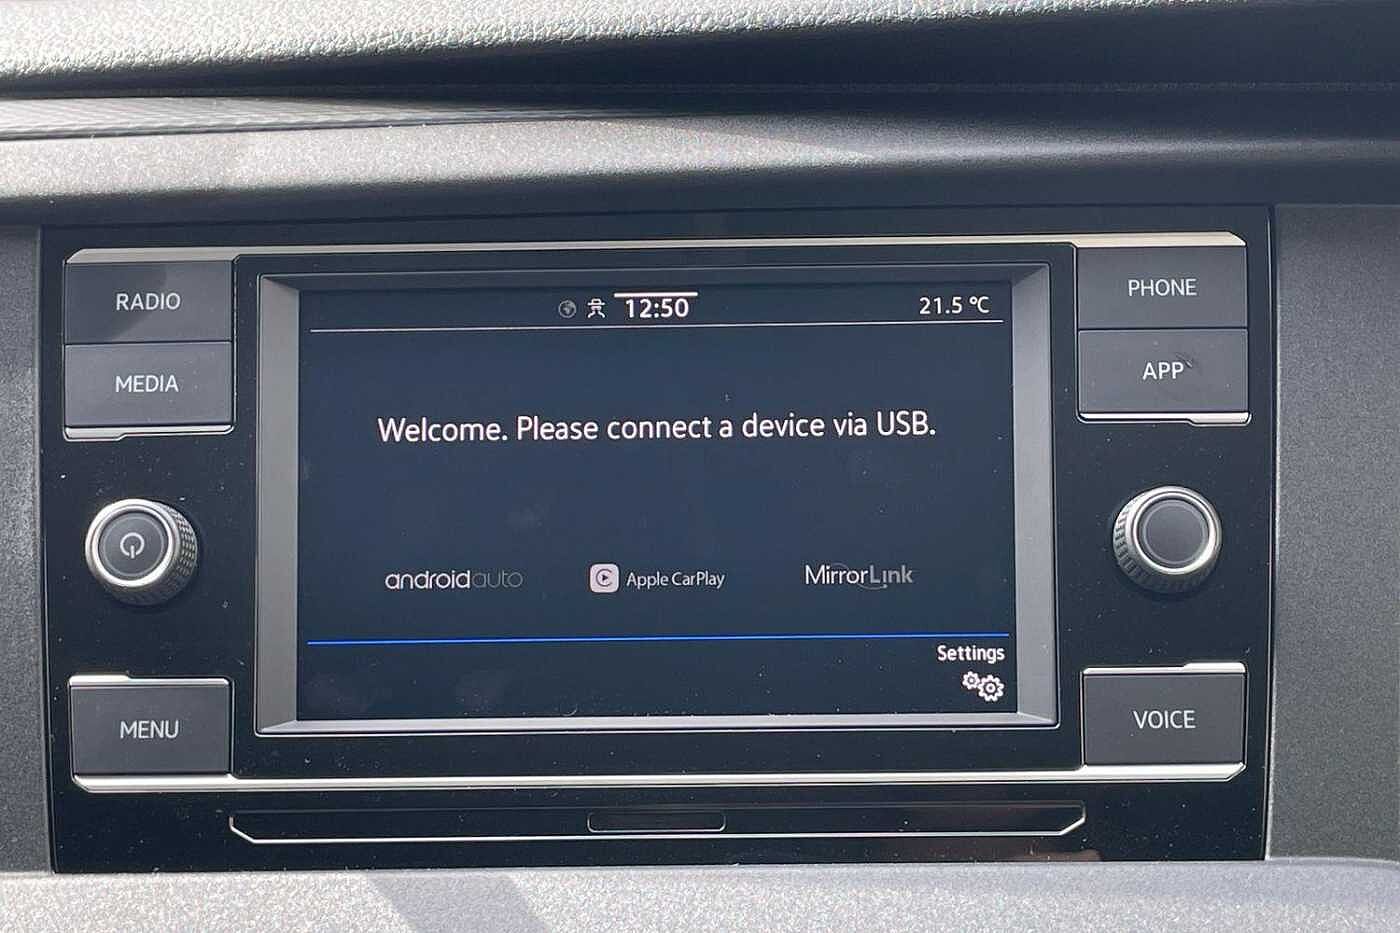 RADIO
MEDIA
MENU
12:50
21.5 °C
Welcome. Please connect a device via USB.
androidauto
Apple CarPlay
MirrorLink
Settings
PHONE
APP
VOICE